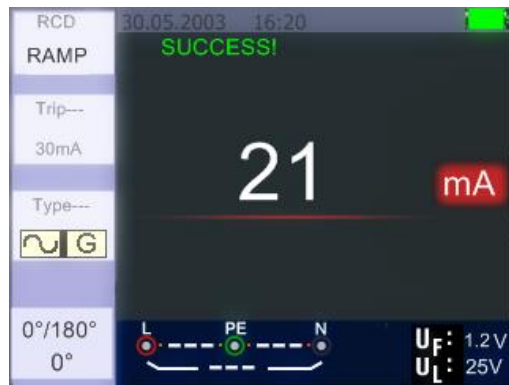 RCD
30.05.2003 16:20
RAMP
SUCCESS!
Trip---
30mA
21
mA
Type---
G
0°/180°
0°
L PE N
UF: 1.2V
UL: 25V